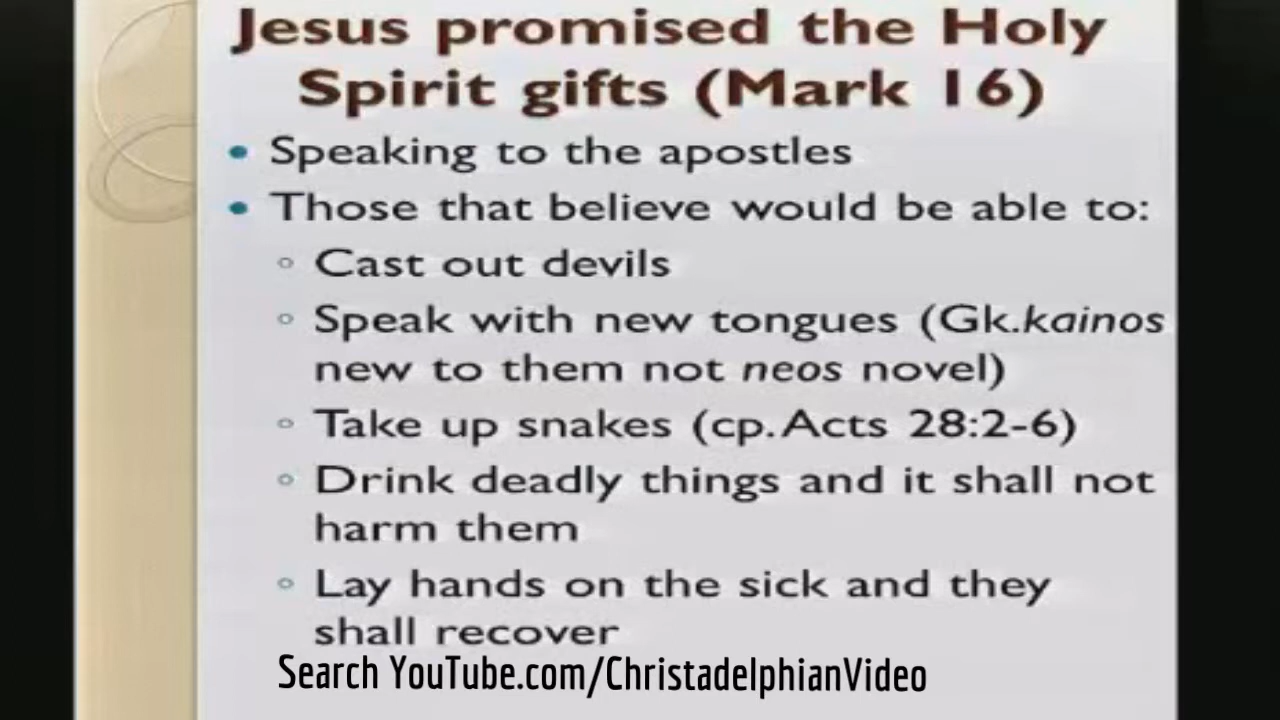 Jesus promised the Holy
Spirit gifts (Mark 16)
• Speaking to the apostles
• Those that believe would be able to:
◦ Cast out devils
◦ Speak with new tongues (Gk.kainos
new to them not neos novel)
◦ Take up snakes (cp.Acts 28:2-6)
◦ Drink deadly things and it shall not
harm them
◦ Lay hands on the sick and they
shall recover
Search YouTube.com/ChristadelphianVideo